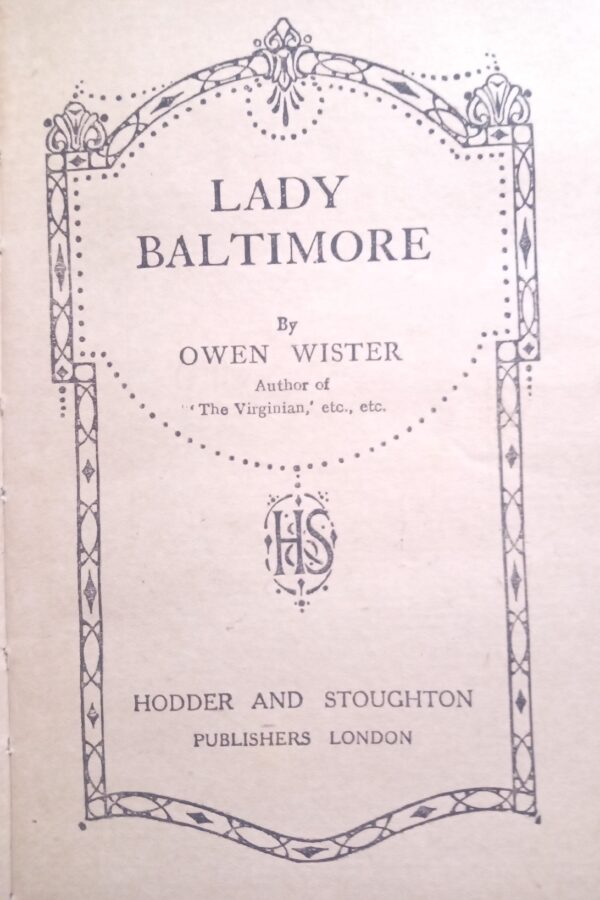 LADY
BALTIMORE
By
OWEN WISTER
Author of
'The Virginian,' etc., etc.
HS
HODDER AND STOUGHTON
PUBLISHERS LONDON